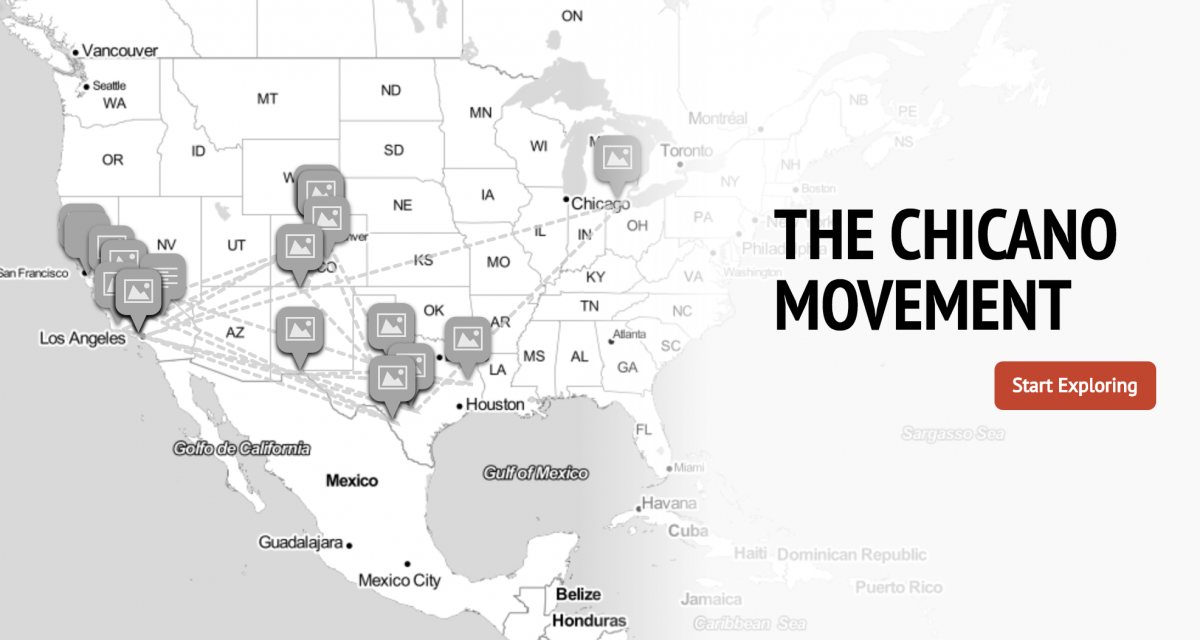 ON
Vancouver
Seattle
WA
MT
ND
MN
NB
PE
Montréal
NS
OR
ID
SD
WI
Toronto
NH
NY
Boston
NE
IA
Chicago
THE CHICANO
MOVEMENT
PA
OH
NV
UT
IL
IN
Philadelphia
San Francisco
KS
MO
CO
Washington
KY
VA
Los Angeles
AZ
OK
AR
TN
NC
Atlanta
SC
MS
AL
GA
LA
Start Exploring
Houston
FL
Sargasso Sea
Golfo de California
Gulf of Mexico
Miami
Mexico
Havana
Cuba
Guadalajara
Haiti
Dominican Republic
Mexico City
Puerto Rico
Belize
Jamaica
Honduras
Caribbean Sea